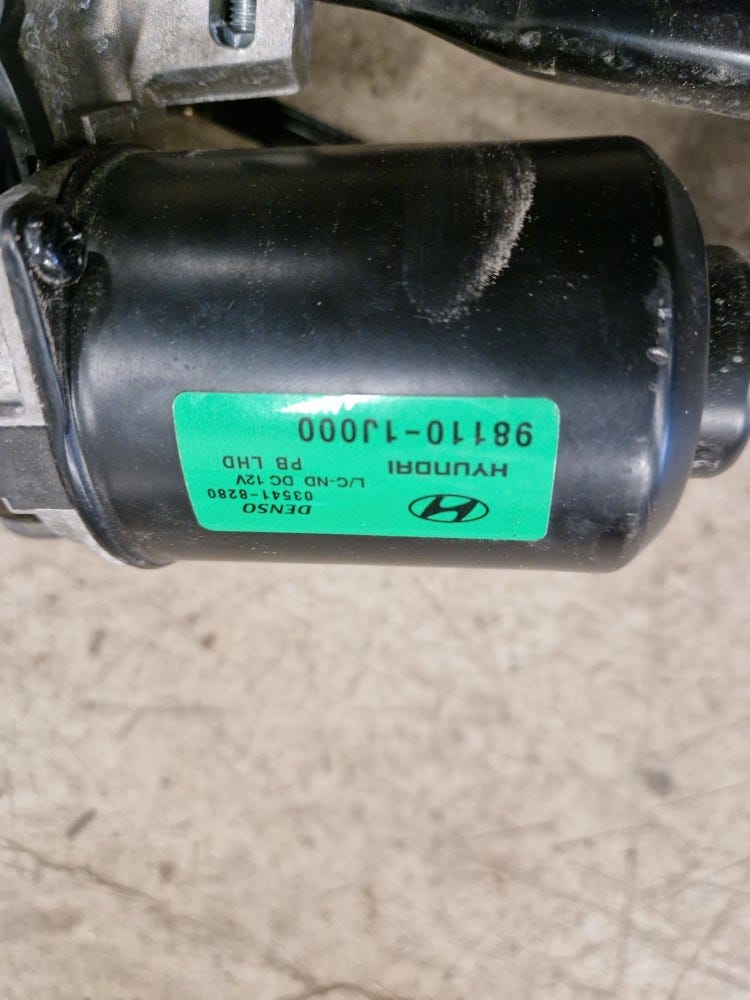 DENSO
03541-8280
L/C-ND DC 12V
HYUNDAI PB LHD
98110-1J000